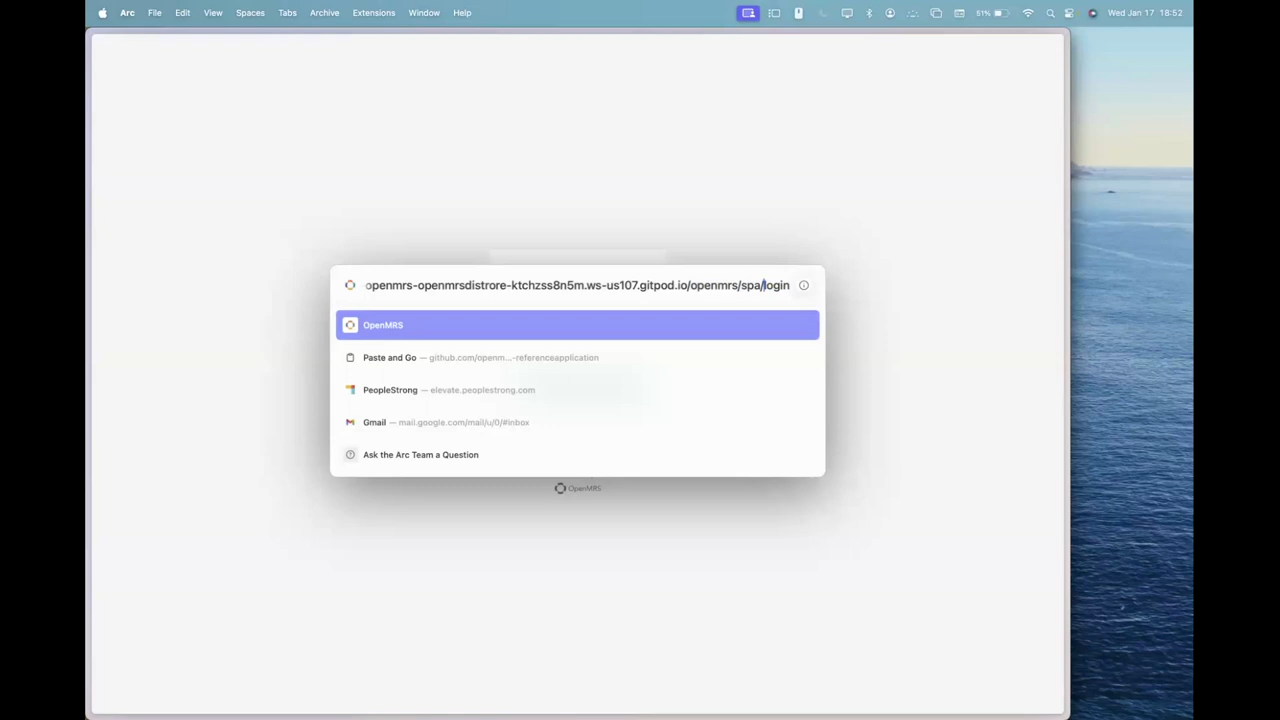 Arc File Edit View Spaces Tabs Archive Extensions Window Help 51% Wed Jan 17 18:52
openmrs-openmrsdistrore-ktchzss8n5m.ws-us107.gitpod.io/openmrs/spa/login
OpenMRS
Paste and Go — github.com/openm...-referenceapplication
PeopleStrong — elevate.peoplestrong.com
Gmail — mail.google.com/mail/u/0/#inbox
Ask the Arc Team a Question
OpenMRS